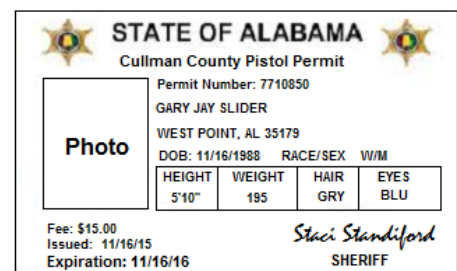 STATE OF ALABAMA
Cullman County Pistol Permit
Permit Number: 7710850
GARY JAY SLIDER
WEST POINT, AL 35179
Photo
DOB: 11/16/1988 RACE/SEX W/M
HEIGHT WEIGHT HAIR EYES
5'10" 195 GRY BLU
Fee: $15.00
Issued: 11/16/15
Expiration: 11/16/16
Staci Standiford
SHERIFF